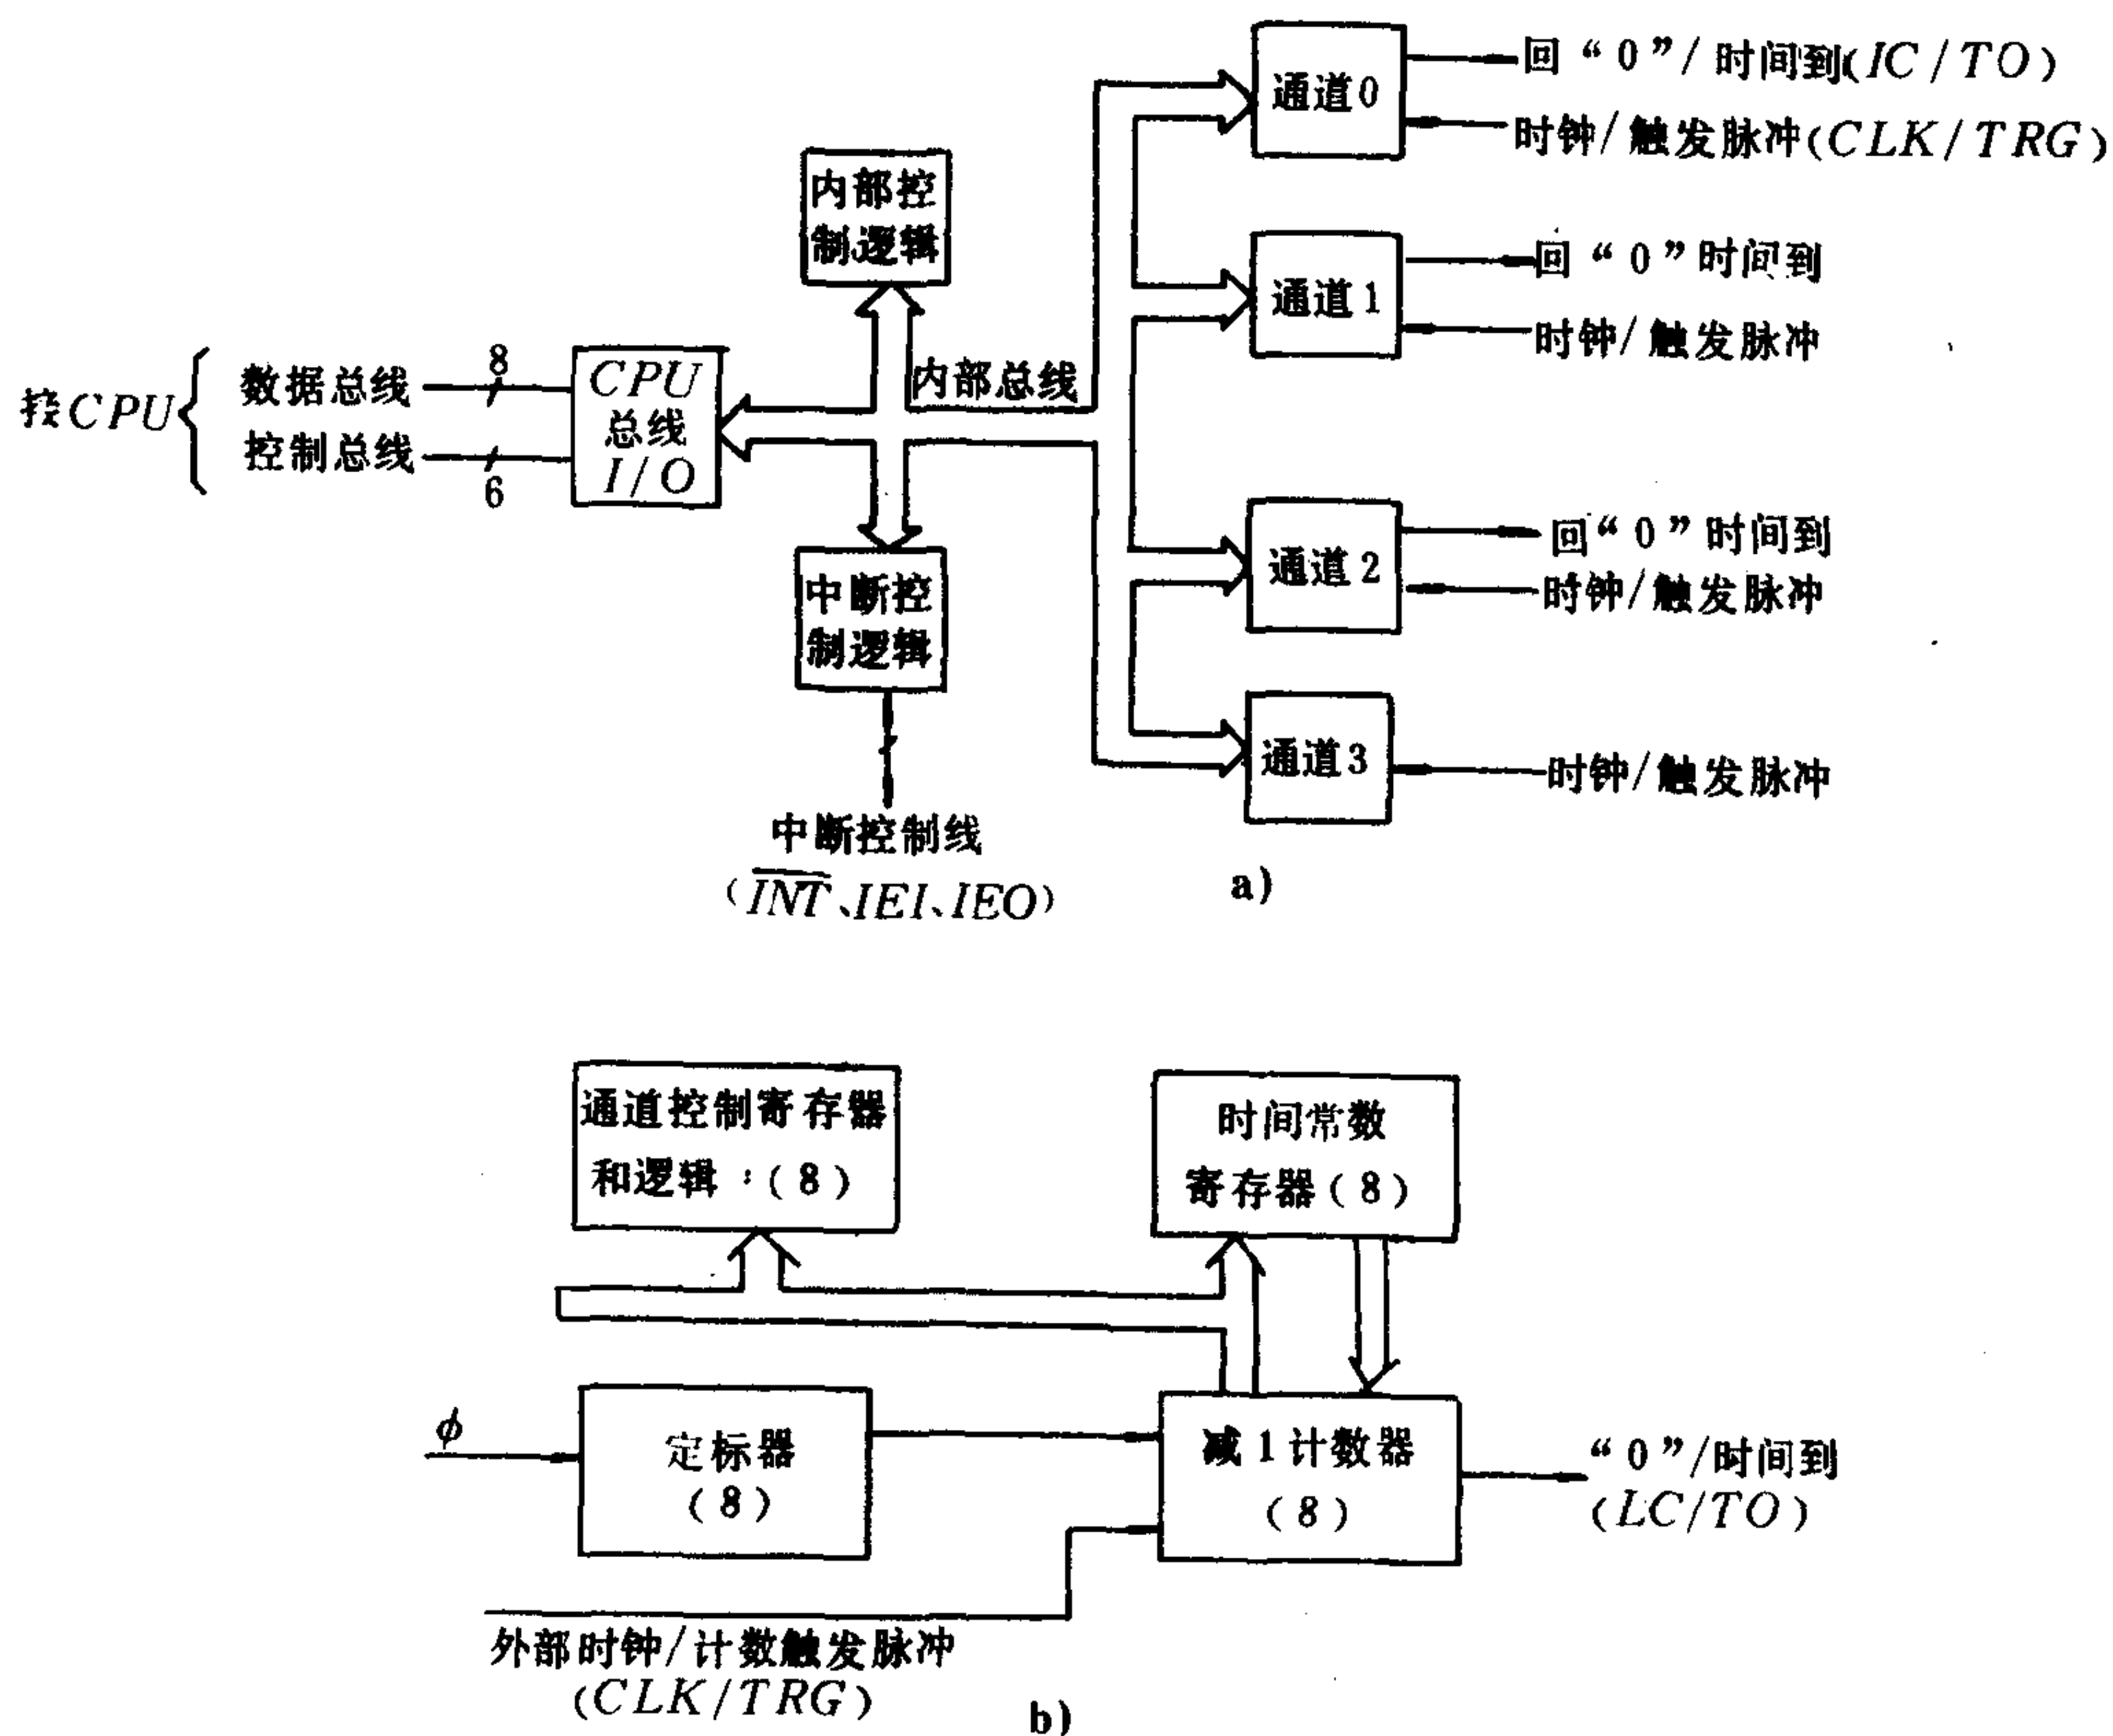 通道0
回“0”/时间到(IC/TO)
时钟/触发脉冲(CLK/TRG)
内部控
制逻辑
通道1
回“0”时间到
时钟/触发脉冲
接CPU
数据总线
8
控制总线
6
CPU
总线
I/O
内部总线
中断控
制逻辑
通道2
回“0”时间到
时钟/触发脉冲
通道3
时钟/触发脉冲
中断控制线
(INT、IEI、IEO)
a)
通道控制寄存器
和逻辑:(8)
时间常数
寄存器(8)
ϕ
定标器
(8)
减1计数器
(8)
“0”/时间到
(LC/TO)
外部时钟/计数触发脉冲
(CLK/TRG)
b)